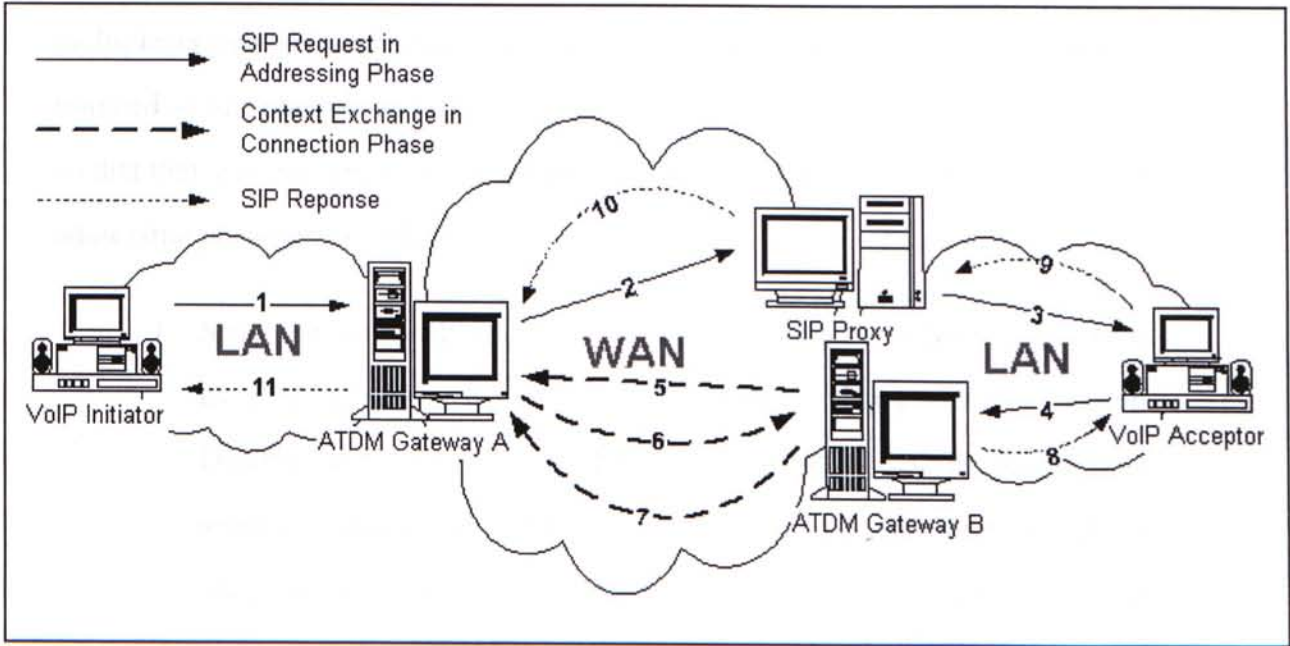 SIP Request in
Addressing Phase
Context Exchange in
Connection Phase
SIP Reponse
10
2
9
3
1
LAN
WAN
LAN
SIP Proxy
11
5
4
VoIP Initiator
ATDM Gateway A
6
8
VoIP Acceptor
7
ATDM Gateway B